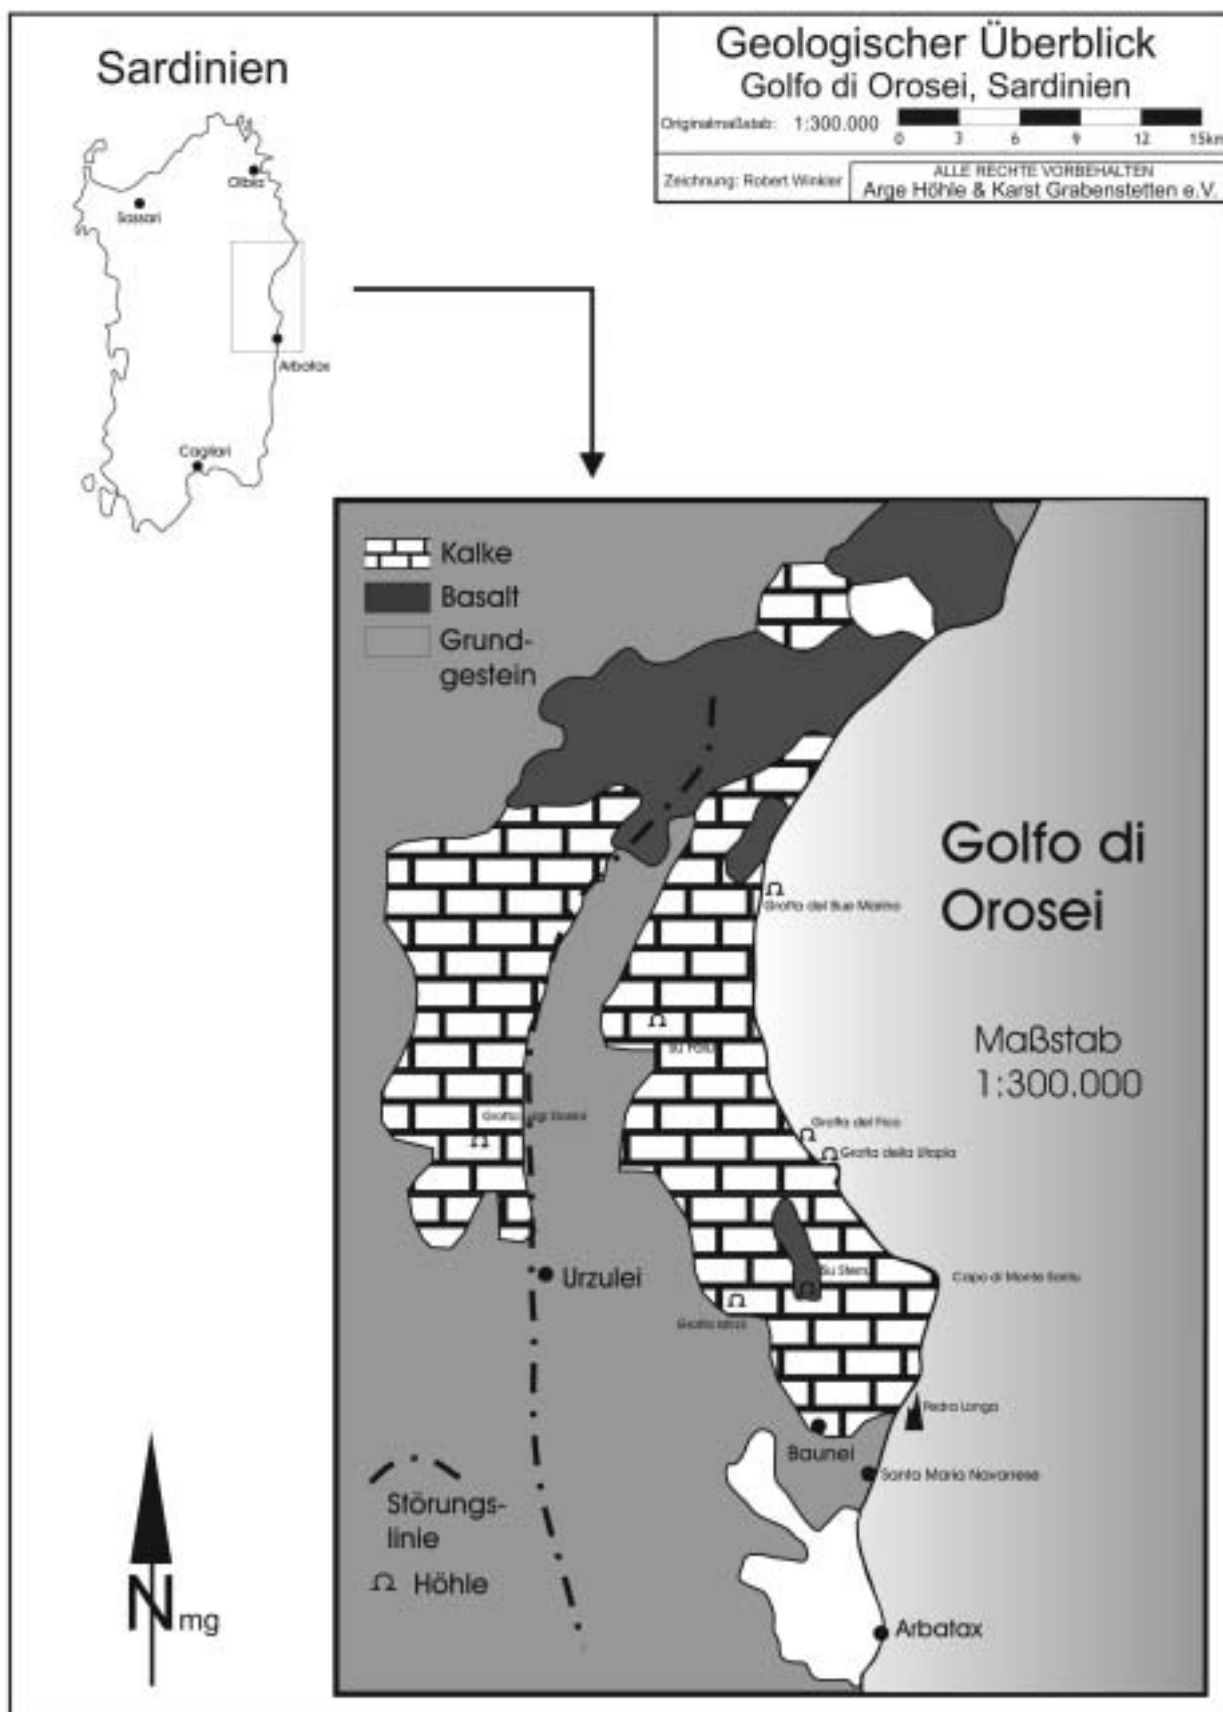 Sardinien
Olbia
Sassari
Arbatax
Cagliari
Geologischer Überblick
Golfo di Orosei, Sardinien
Originalmaßstab: 1:300.000
0 3 6 9 12 15km
Zeichnung: Robert Winkler
ALLE RECHTE VORBEHALTEN
Arge Höhle & Karst Grabenstetten e.V.
Kalke
Basalt
Grund-
gestein
Golfo di
Orosei
Grotta del Bue Marino
Maßstab
1:300.000
Su Palu
Grotta del Fico
Grotta della Utopia
Grotta
Urzulei
Su Sterru
Capo di Monte Santu
Grotta
Pedra Longa
Baunei
Santa Maria Navarrese
Störungs-
linie
Höhle
Arbatax
N mg